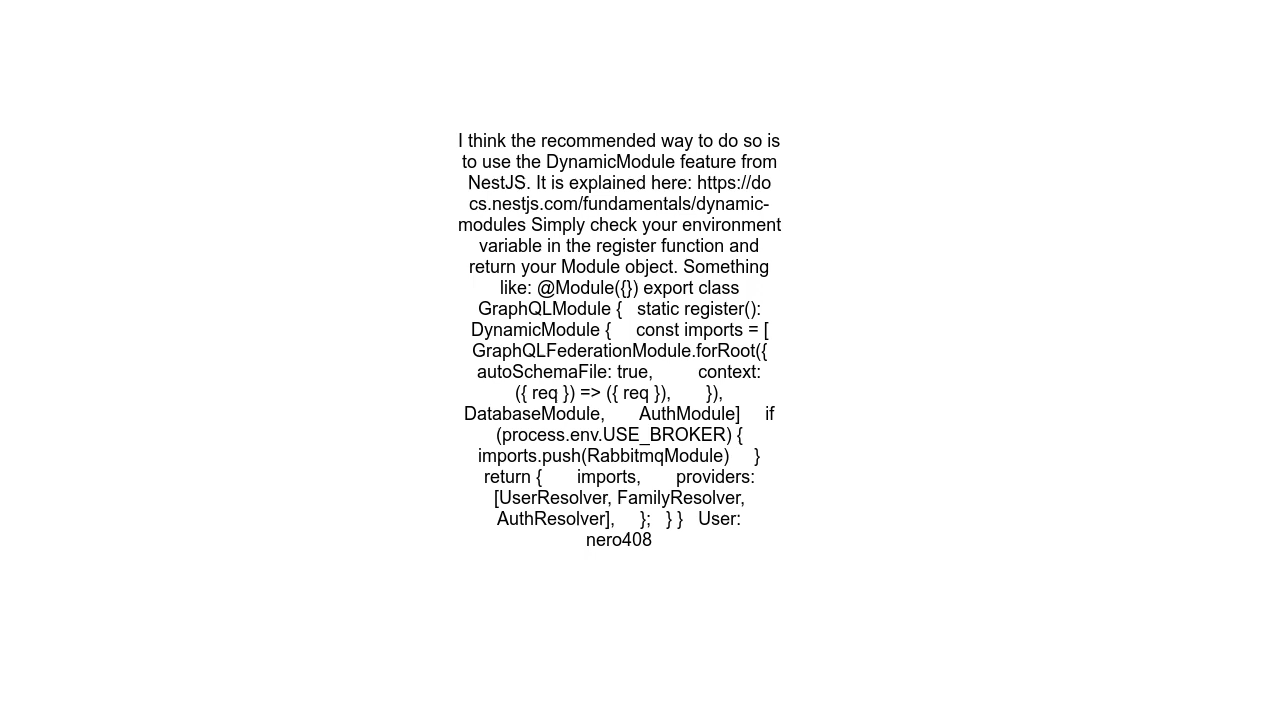 I think the recommended way to do so is
to use the DynamicModule feature from
NestJS. It is explained here: https://do
cs.nestjs.com/fundamentals/dynamic-
modules Simply check your environment
variable in the register function and
return your Module object. Something
like: @Module({}) export class
GraphQLModule {   static register():
DynamicModule {     const imports = [
GraphQLFederationModule.forRoot({
autoSchemaFile: true,         context:
({ req }) => ({ req }),       }),
DatabaseModule,       AuthModule]     if
(process.env.USE_BROKER) {
imports.push(RabbitmqModule)     }
return {       imports,       providers:
[UserResolver, FamilyResolver,
AuthResolver],     };   } }   User:
nero408